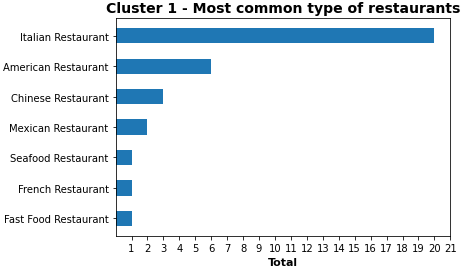 Cluster 1 - Most common type of restaurants
Italian Restaurant
American Restaurant
Chinese Restaurant
Mexican Restaurant
Seafood Restaurant
French Restaurant
Fast Food Restaurant
1 2 3 4 5 6 7 8 9 10 11 12 13 14 15 16 17 18 19 20 21
Total